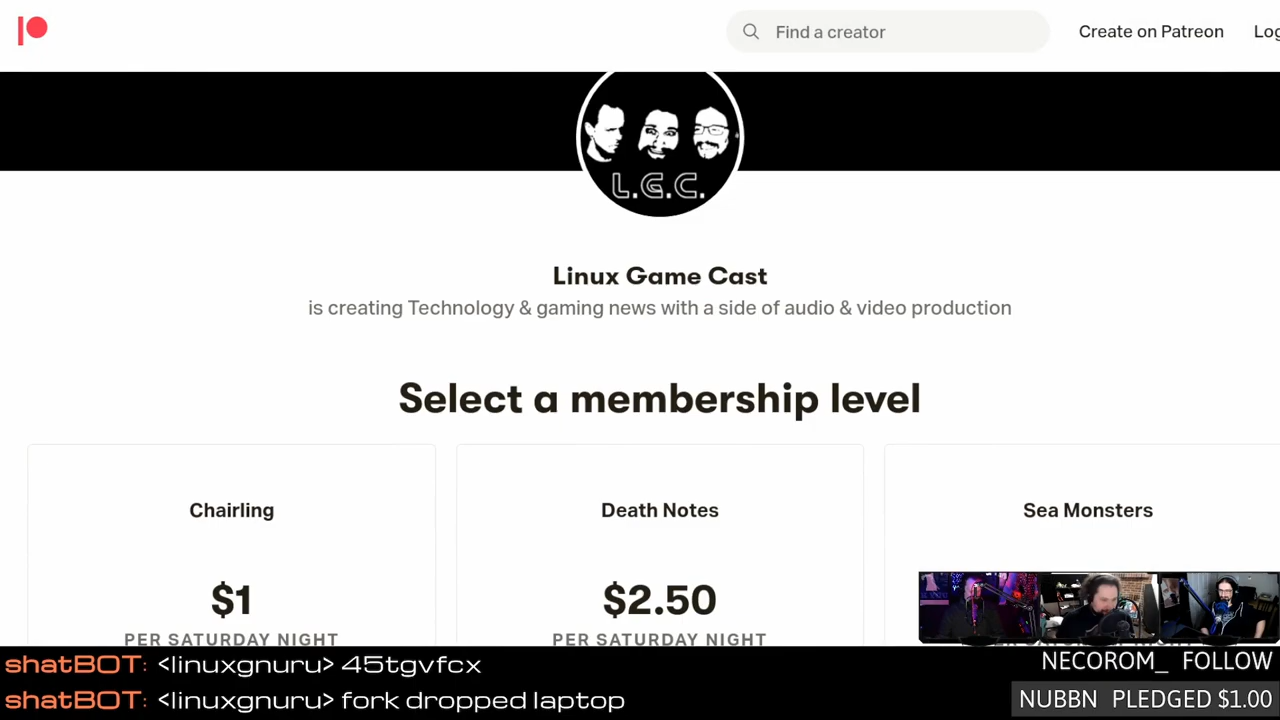 Find a creator
Create on Patreon
Log
L.G.C.
Linux Game Cast
is creating Technology & gaming news with a side of audio & video production
Select a membership level
Chairling
Death Notes
Sea Monsters
$1
$2.50
PER SATURDAY NIGHT
PER SATURDAY NIGHT
shatBOT: <linuxgnuru> 45tgvfcx
NECOROM_ FOLLOW
shatBOT: <linuxgnuru> fork dropped laptop
NUBBN PLEDGED $1.00